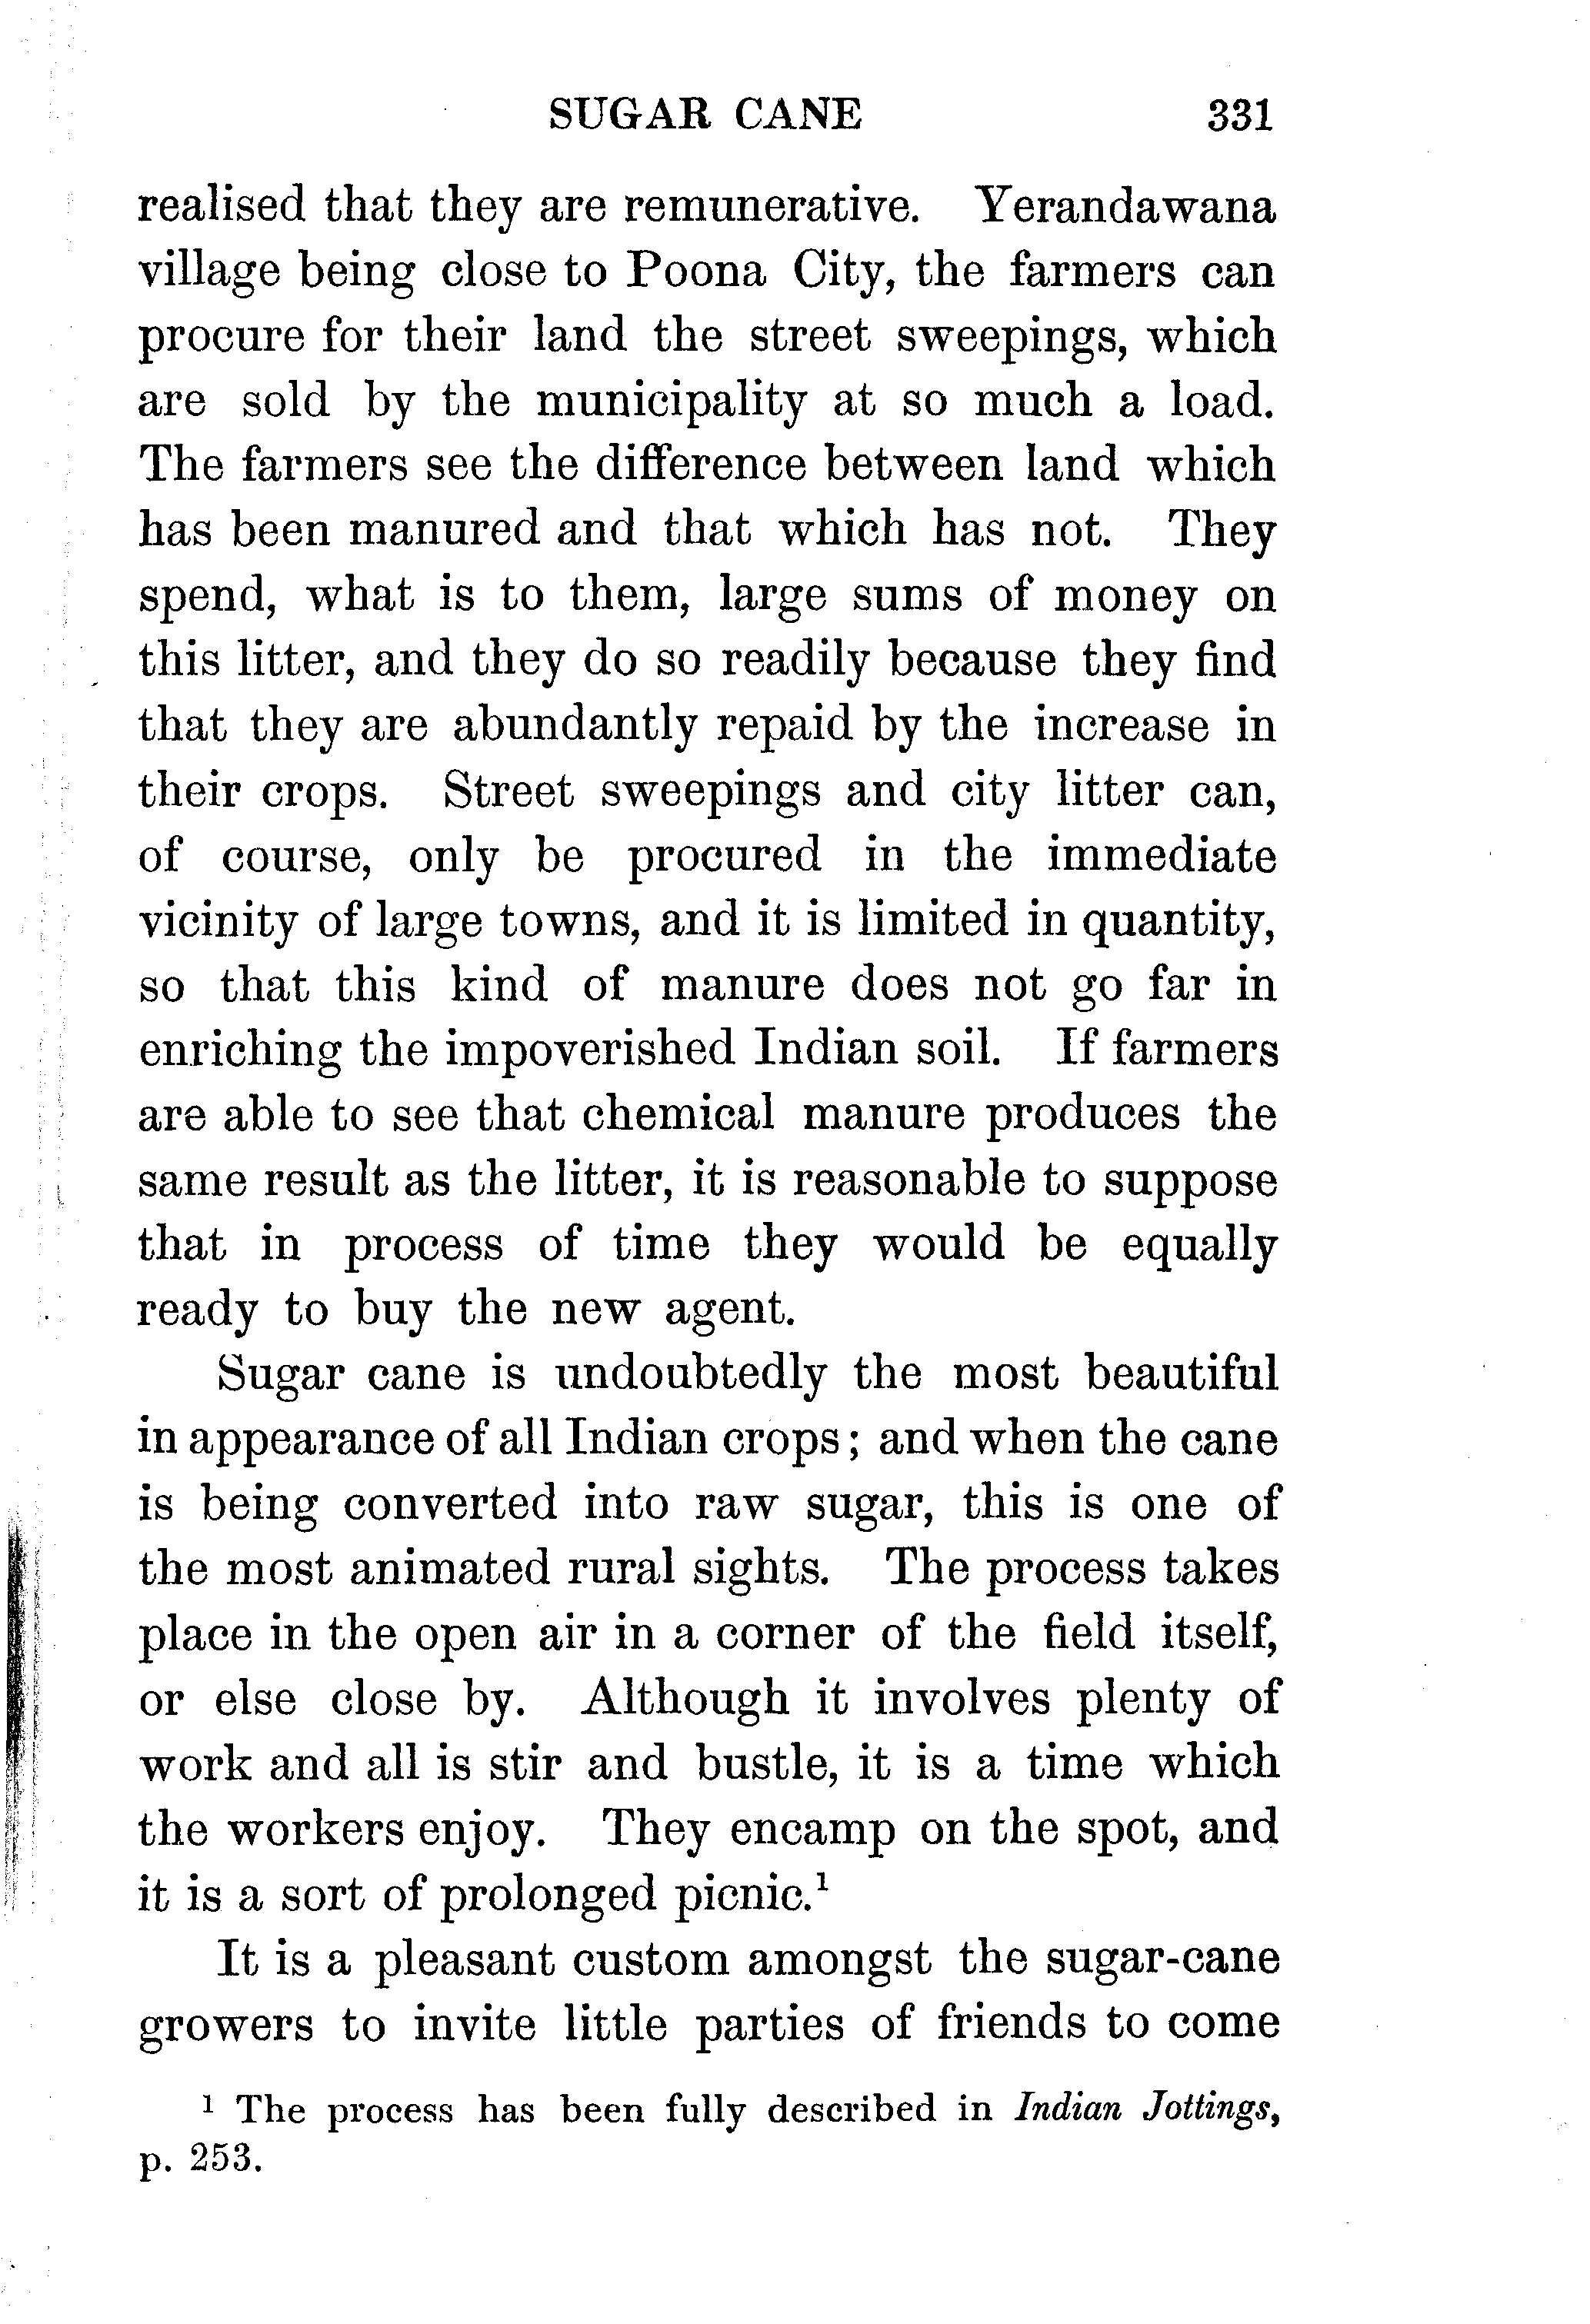 SUGAR CANE 331
realised that they are remunerative. Yerandawana
village being close to Poona City, the farmers can
procure for their land the street sweepings, which
are sold by the municipality at so much a load.
The farmers see the difference between land which
has been manured and that which has not. They
spend, what is to them, large sums of money on
this litter, and they do so readily because they find
that they are abundantly repaid by the increase in
their crops. Street sweepings and city litter can,
of course, only be procured in the immediate
vicinity of large towns, and it is limited in quantity,
so that this kind of manure does not go far in
enriching the impoverished Indian soil. If farmers
are able to see that chemical manure produces the
same result as the litter, it is reasonable to suppose
that in process of time they would be equally
ready to buy the new agent.
Sugar cane is undoubtedly the most beautiful
in appearance of all Indian crops; and when the cane
is being converted into raw sugar, this is one of
the most animated rural sights. The process takes
place in the open air in a corner of the field itself,
or else close by. Although it involves plenty of
work and all is stir and bustle, it is a time which
the workers enjoy. They encamp on the spot, and
it is a sort of prolonged picnic.¹
It is a pleasant custom amongst the sugar-cane
growers to invite little parties of friends to come
¹ The process has been fully described in Indian Jottings,
p. 253.